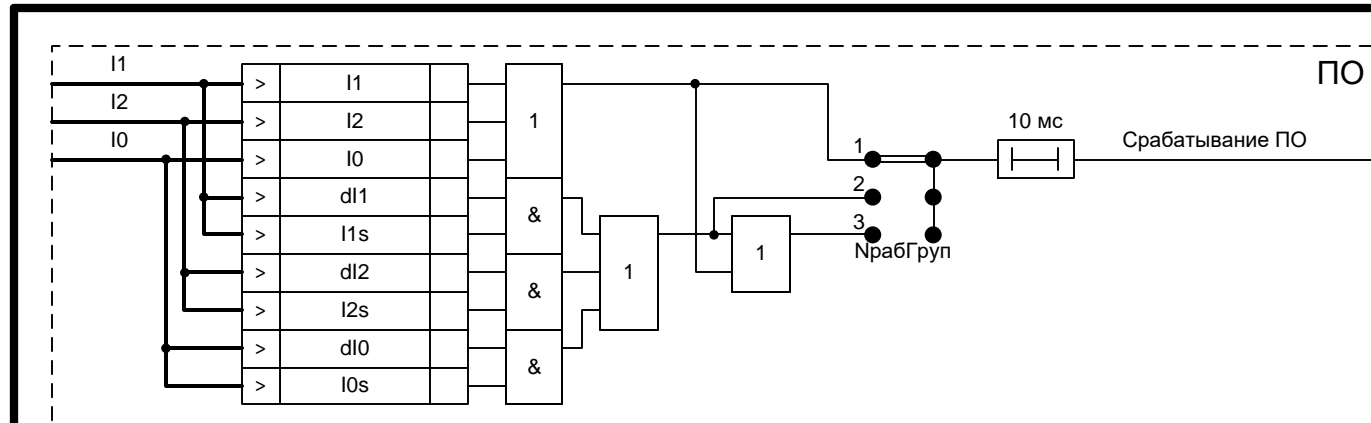 I1
I2
I0
ПО
> I1
> I2
> I0
> dI1
> I1s
> dI2
> I2s
> dI0
> I0s
1
&
&
&
1
1
1
2
3
NрабГруп
10 мс
Срабатывание ПО